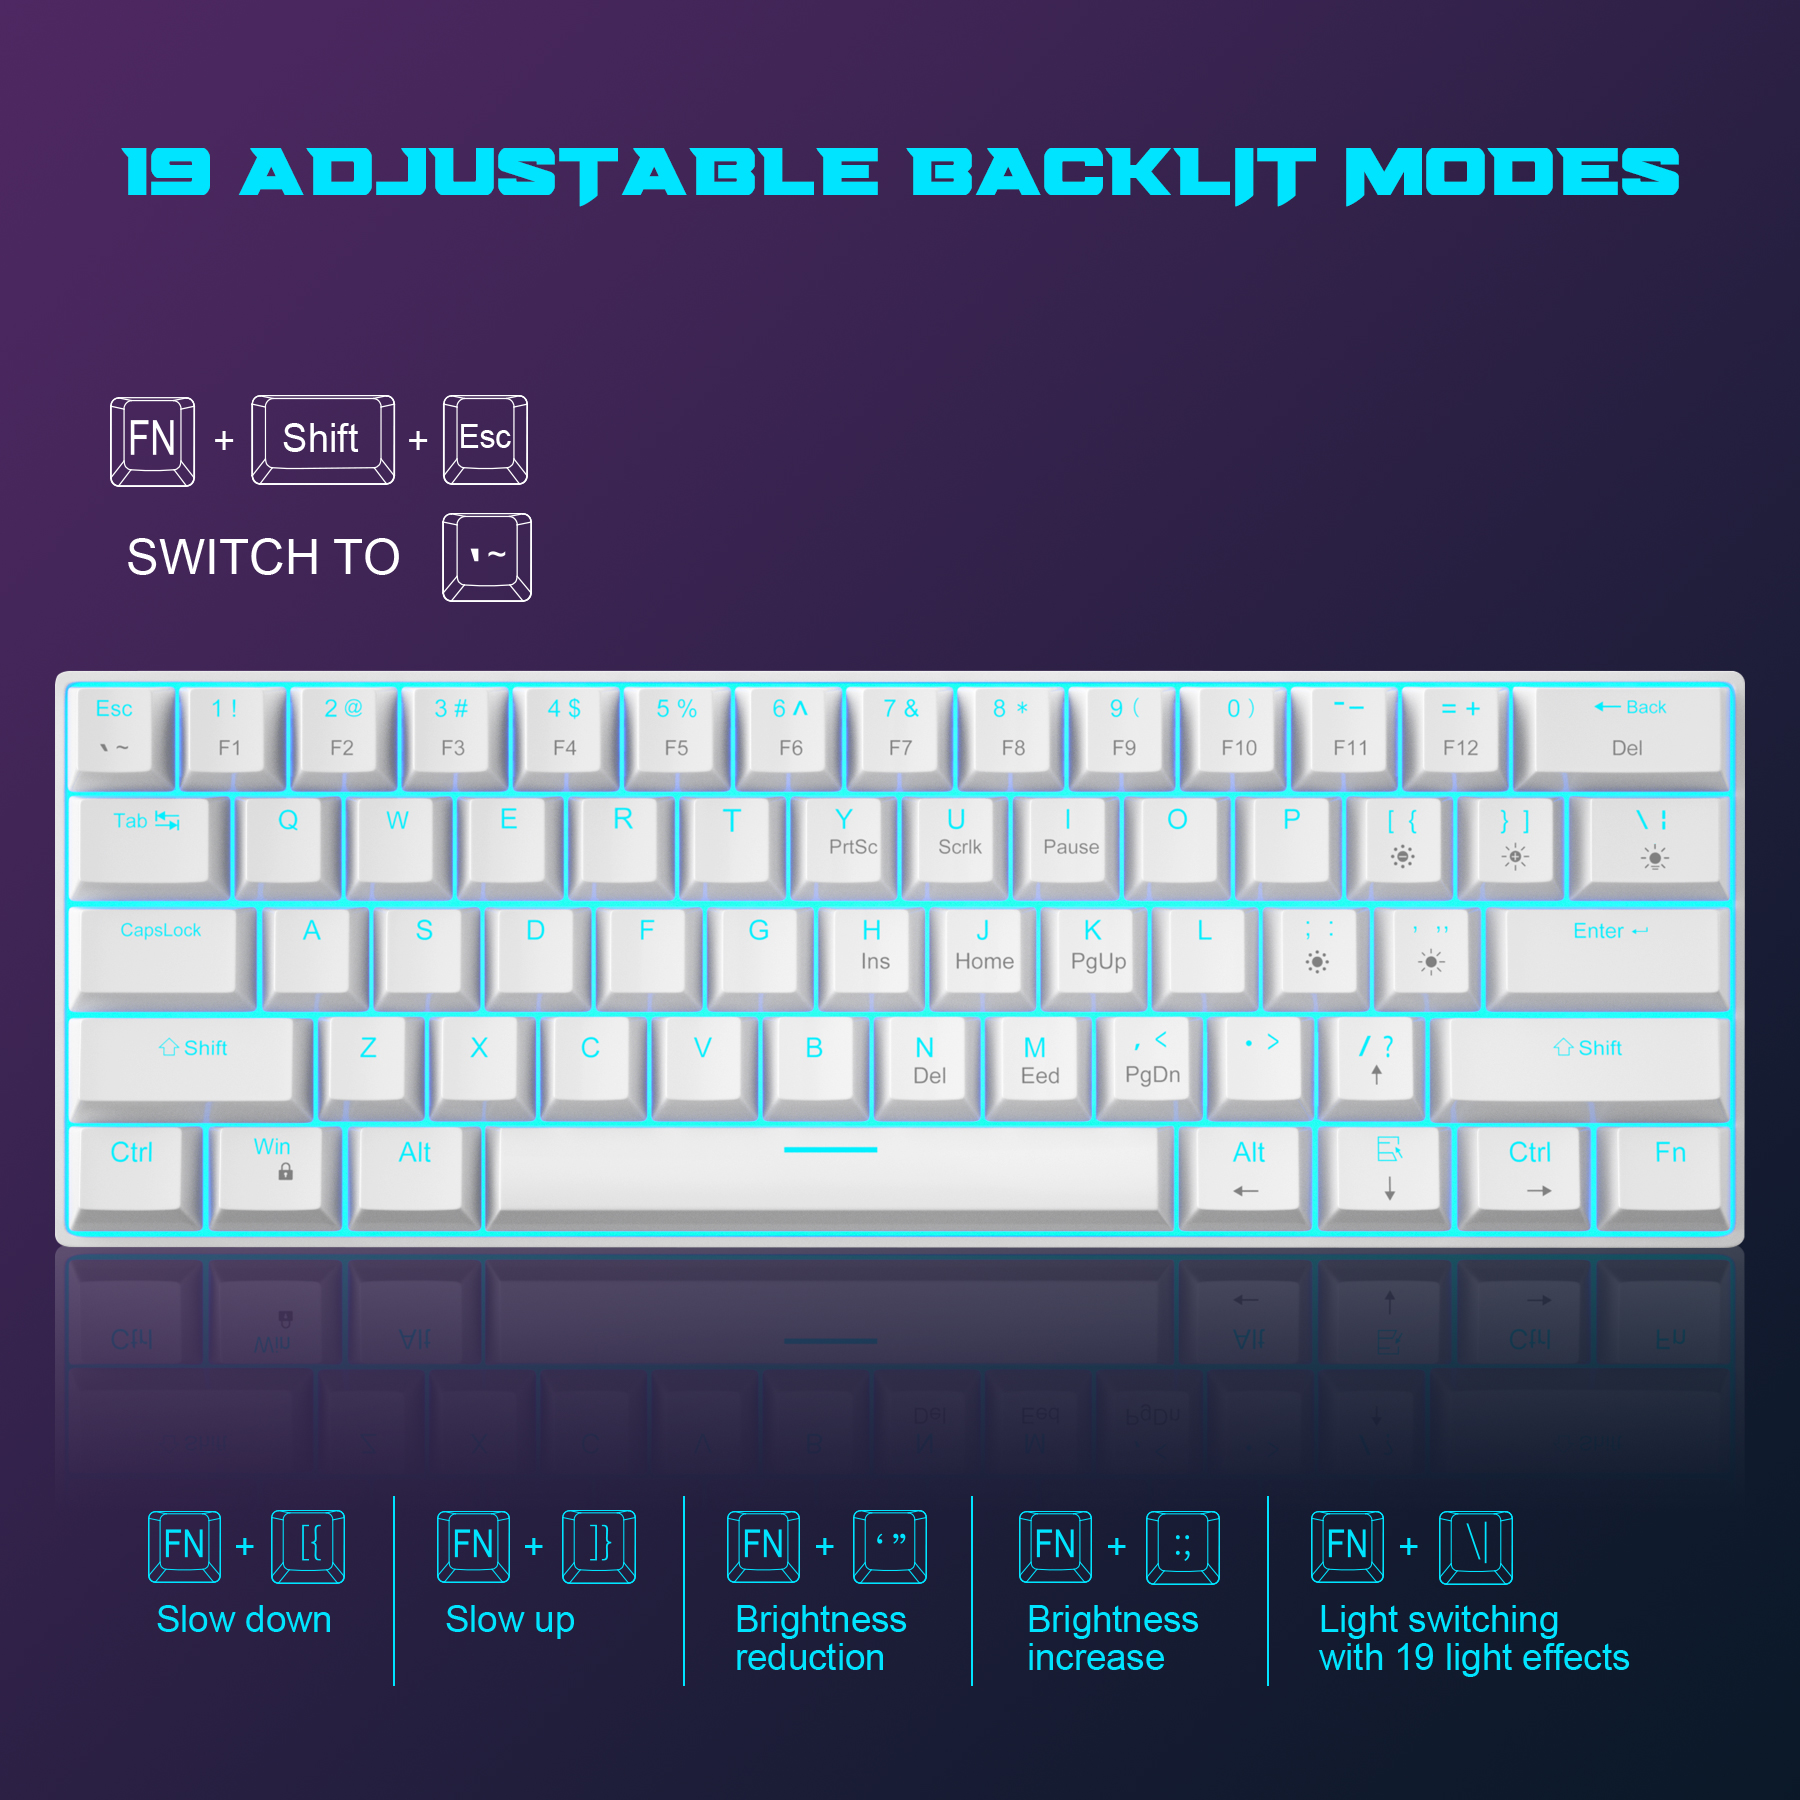 19 ADJUSTABLE BACKLIT MODES
FN + Shift + Esc
SWITCH TO '~
Esc 1 ! 2 @ 3 # 4 $ 5 % 6 ^ 7 & 8 * 9 ( 0 ) - – = + ← Back
` ~ F1 F2 F3 F4 F5 F6 F7 F8 F9 F10 F11 F12 Del
Tab Q W E R T Y U I O P [ { } ] \ ¦
PrtSc Scrlk Pause
CapsLock A S D F G H J K L ; : ' ,, Enter ↵
Ins Home PgUp
⇧ Shift Z X C V B N M , < . > / ? ⇧ Shift
Del Eed PgDn ↑
Ctrl Win Alt Alt Ctrl Fn
← ↓ →
FN + [{ FN + ]} FN + ‘ ” FN + :; FN + \|
Slow down Slow up Brightness Brightness Light switching
reduction increase with 19 light effects